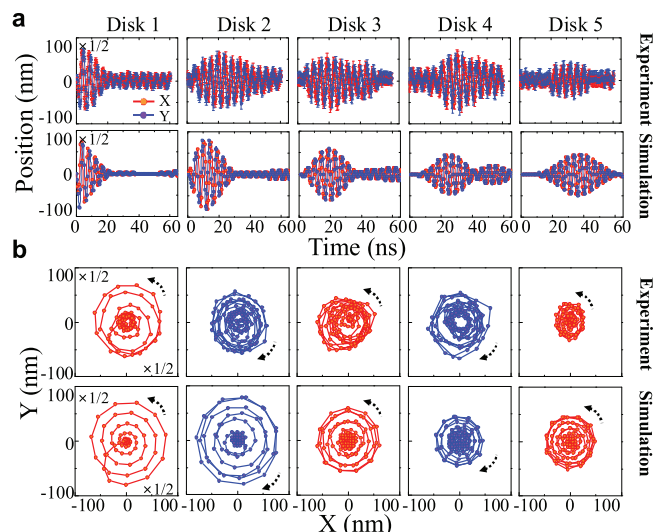 a
Disk 1 Disk 2 Disk 3 Disk 4 Disk 5
100
0
-100
×1/2
X
Y
Experiment
100
0
-100
×1/2
Simulation
Position (nm)
0 20 40 60 0 20 40 60 0 20 40 60 0 20 40 60 0 20 40 60
Time (ns)
b
100
0
-100
×1/2
×1/2
Experiment
100
0
-100
×1/2
×1/2
Simulation
Y (nm)
-100 0 100 -100 0 100 -100 0 100 -100 0 100 -100 0 100
X (nm)